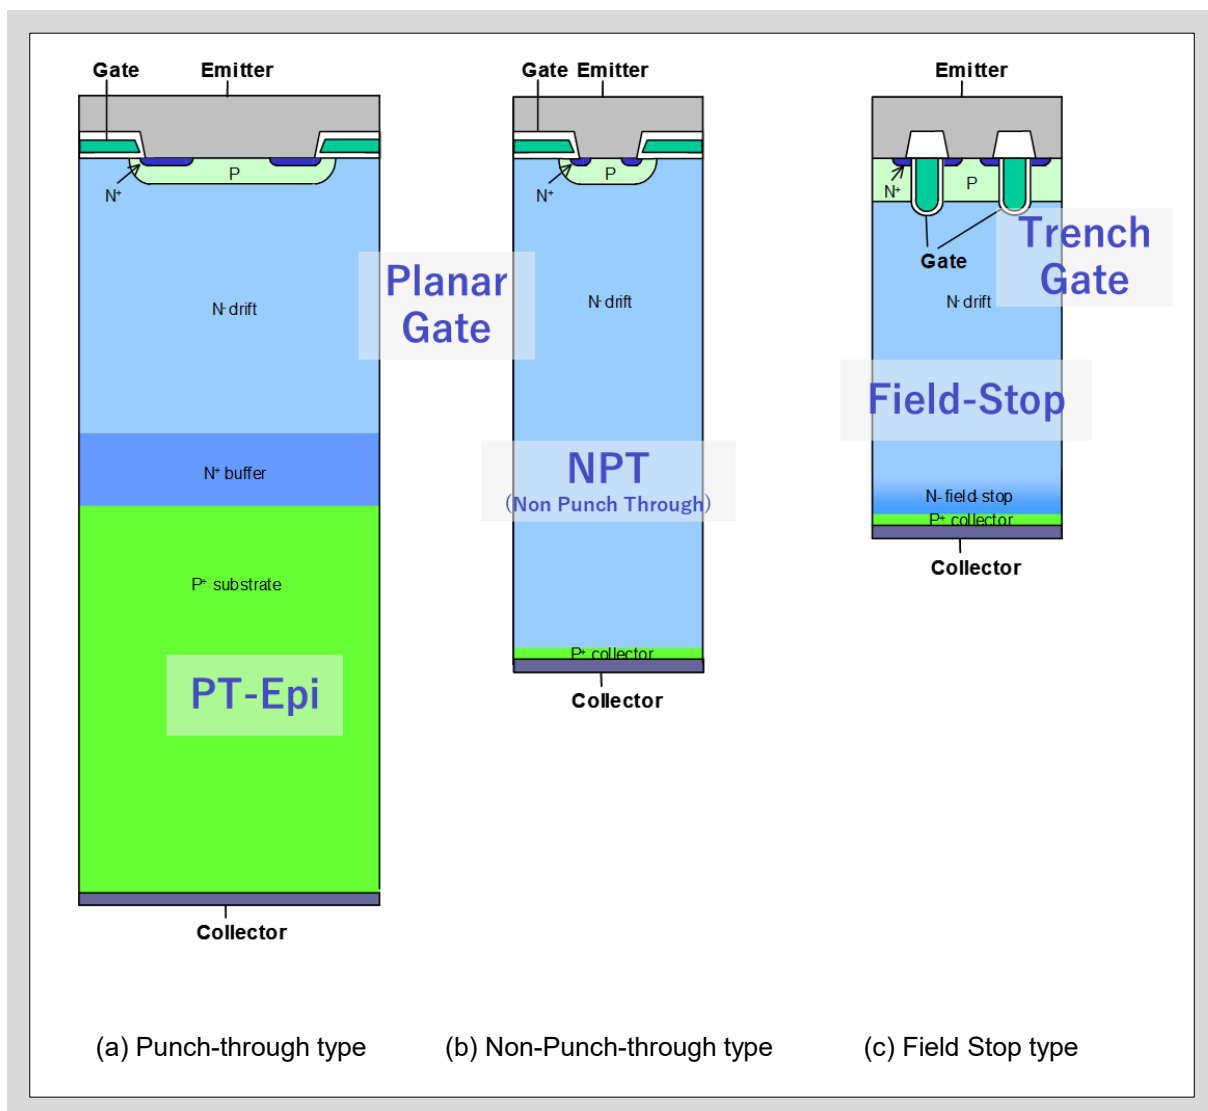 Gate
Emitter
N⁺
P
N⁻ drift
N⁺ buffer
P⁺ substrate
PT-Epi
Collector
(a) Punch-through type
Planar
Gate
Gate Emitter
N⁺
P
N⁻ drift
NPT
(Non Punch Through)
P⁺ collector
Collector
(b) Non-Punch-through type
Emitter
N⁺
P
Gate
Trench
Gate
N⁻ drift
Field-Stop
N- field-stop
P⁺ collector
Collector
(c) Field Stop type